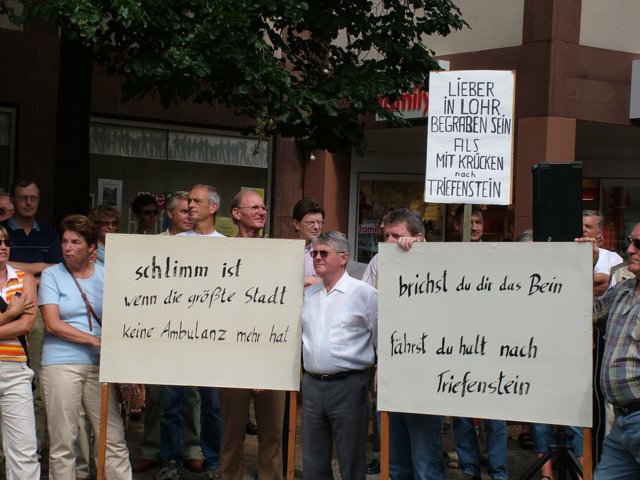 LIEBER
IN LOHR
BEGRABEN SEIN
ALS
MIT KRÜCKEN
nach
TRIEFENSTEIN
family
schlimm ist
wenn die größte Stadt
keine Ambulanz mehr hat
brichst du dir das Bein
fährst du halt nach
Triefenstein